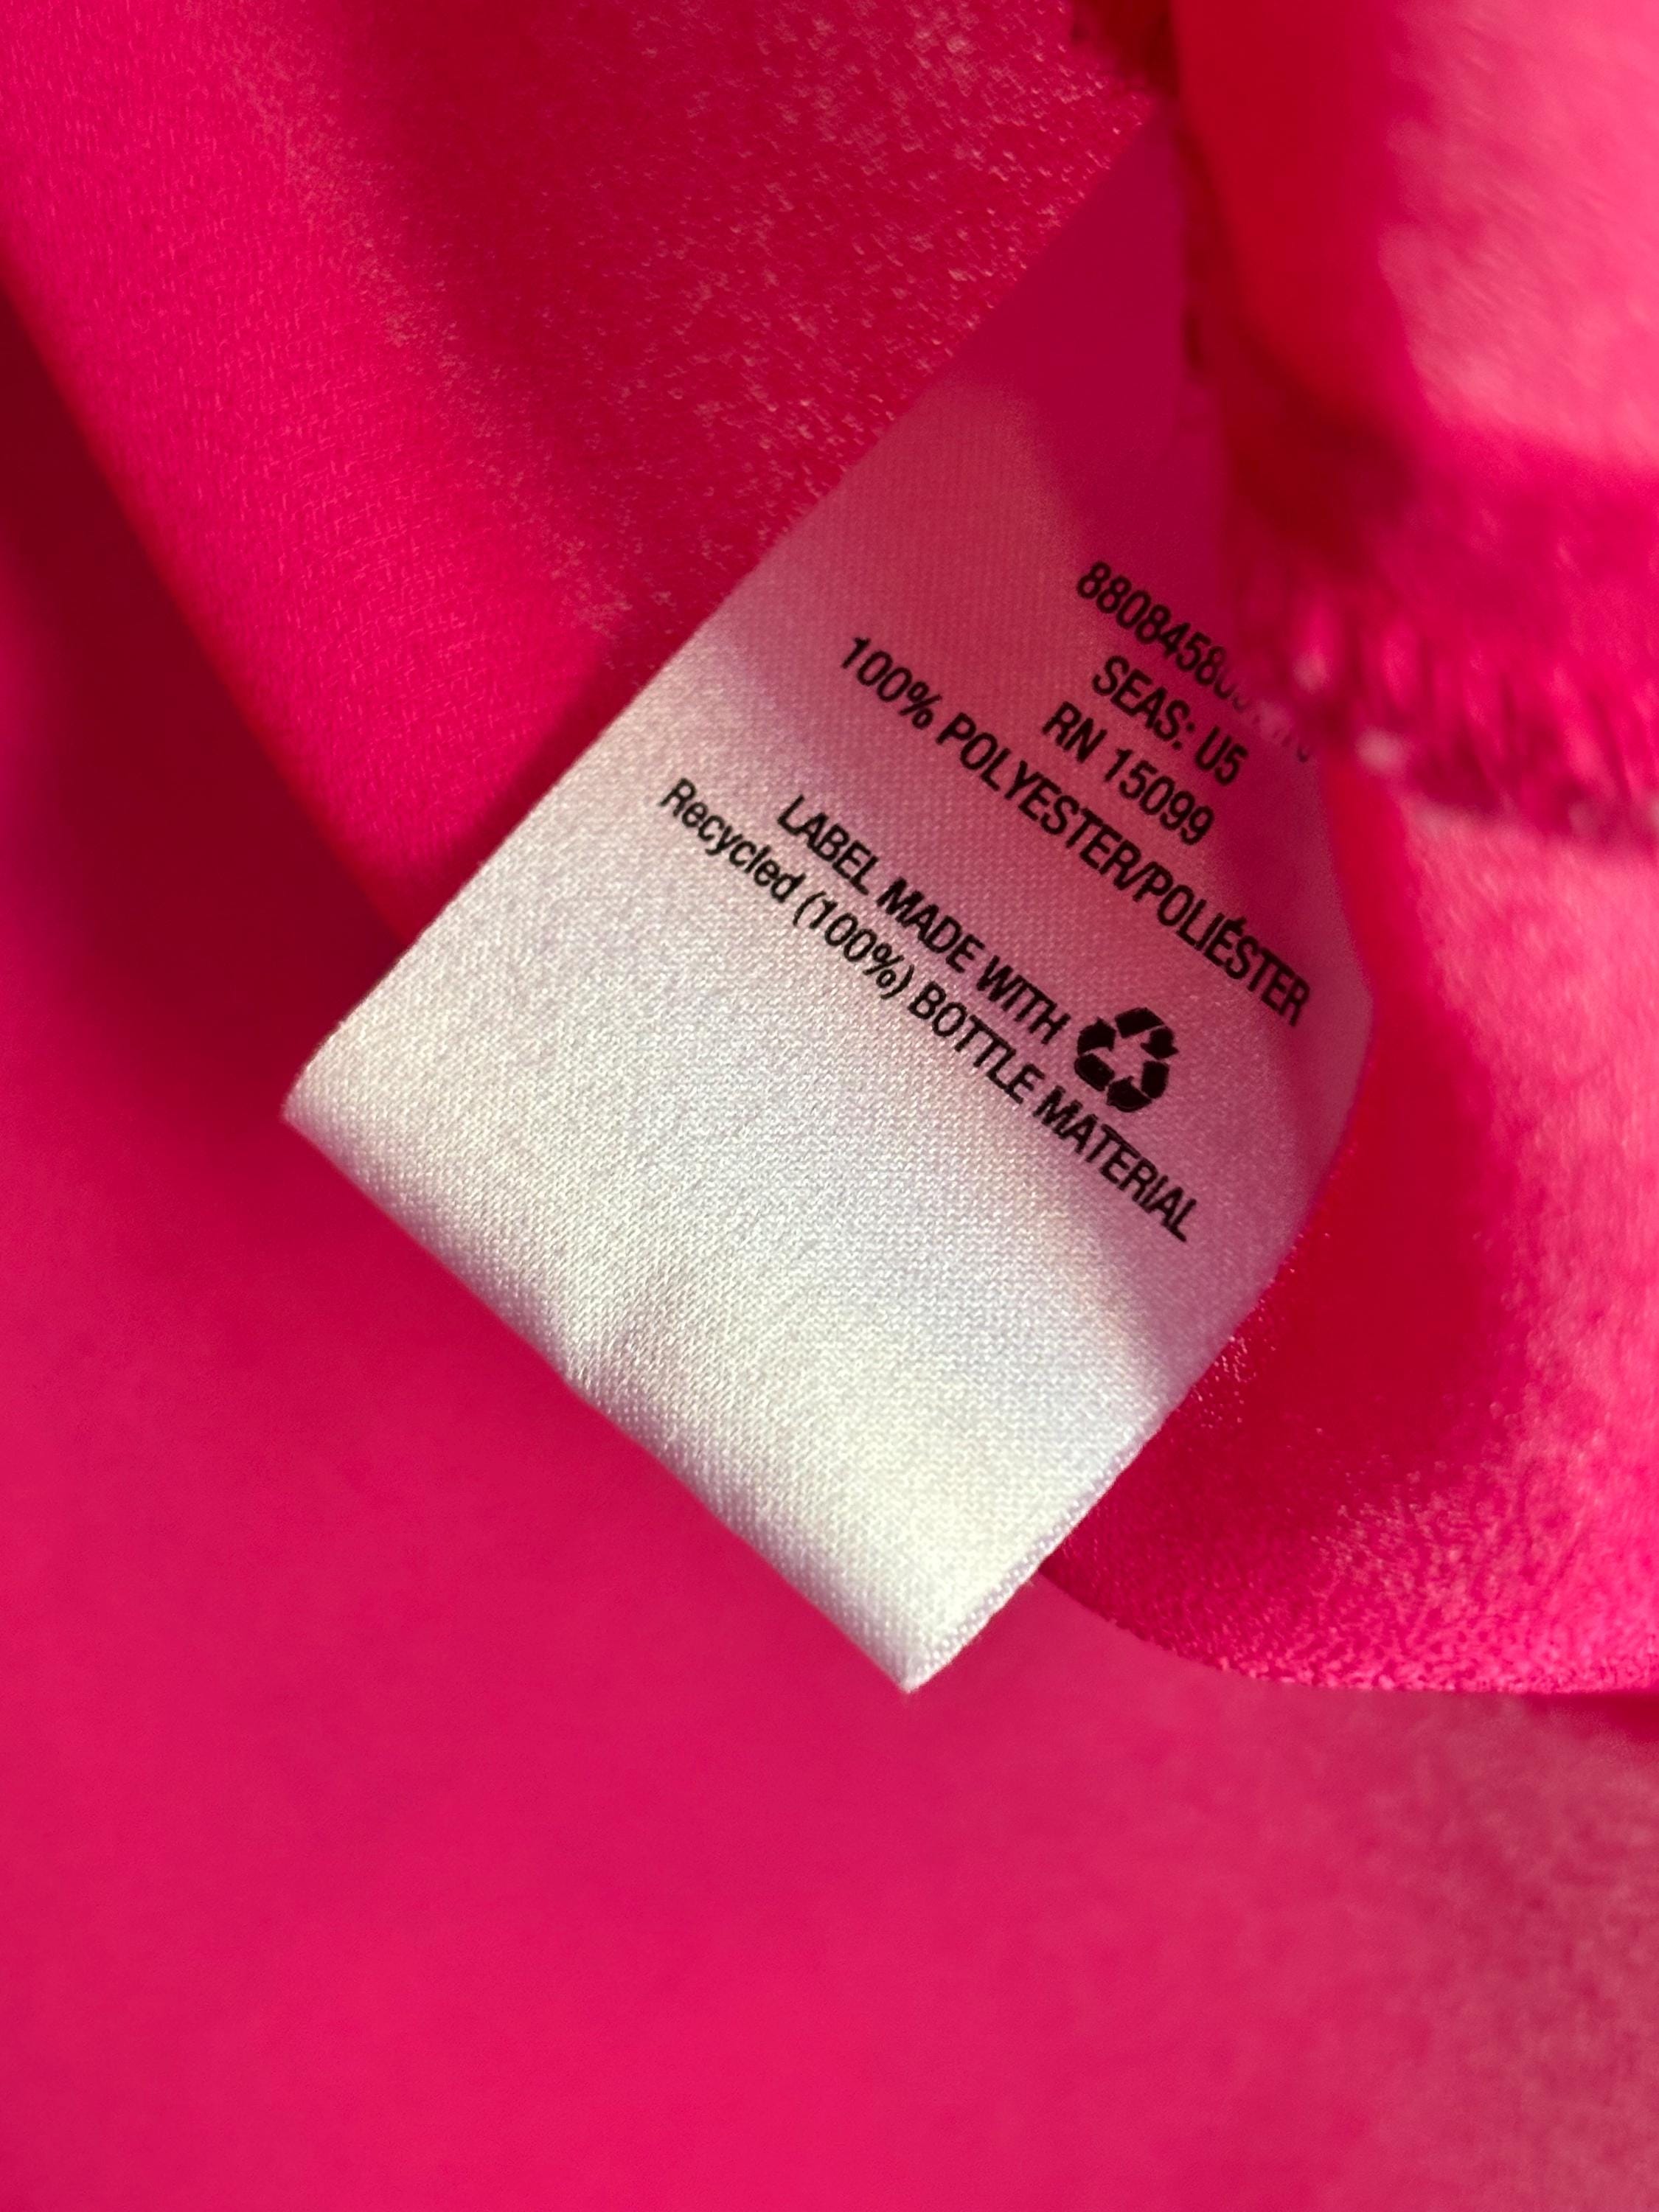 SEAS: U5
RN 15099
100% POLYESTER/POLIÉSTER
LABEL MADE WITH
Recycled (100%) BOTTLE MATERIAL